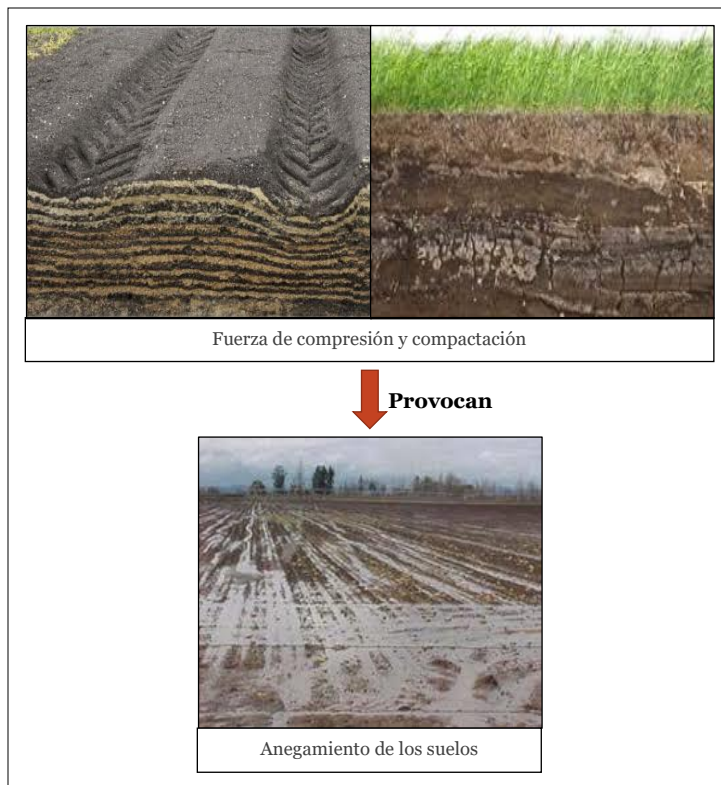 Fuerza de compresión y compactación
Provocan
Anegamiento de los suelos